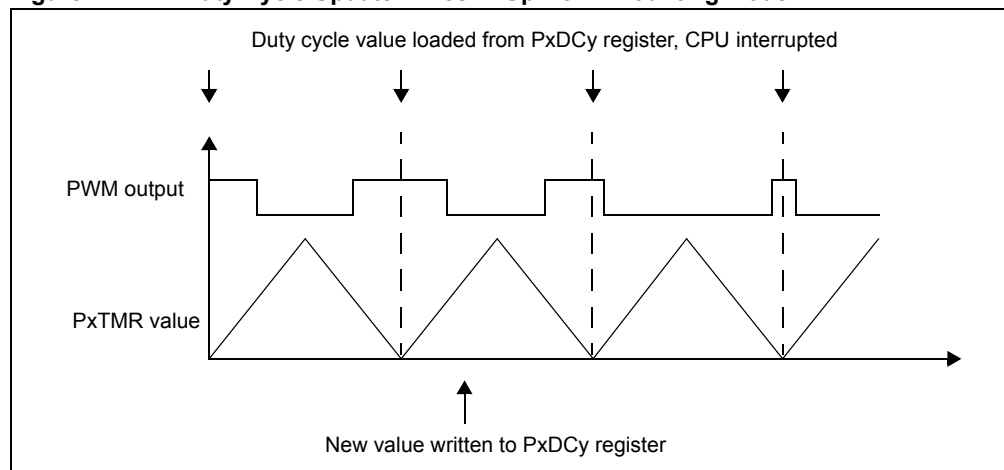 Duty cycle value loaded from PxDCy register, CPU interrupted
PWM output
PxTMR value
New value written to PxDCy register